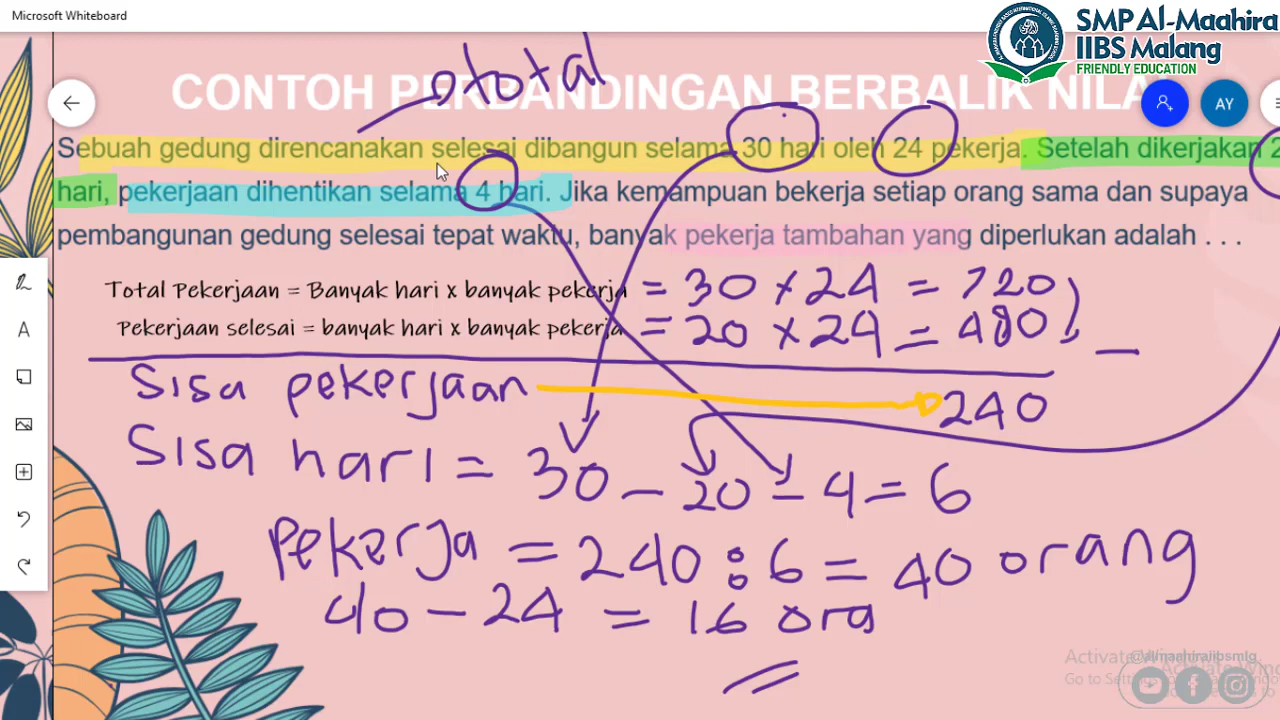 Microsoft Whiteboard
SMP Al-Maahira
IIBS Malang
FRIENDLY EDUCATION
total
CONTOH PERBANDINGAN BERBALIK NILA
AY
Sebuah gedung direncanakan selesai dibangun selama 30 hari oleh 24 pekerja. Setelah dikerjakan 2
hari, pekerjaan dihentikan selama 4 hari. Jika kemampuan bekerja setiap orang sama dan supaya
pembangunan gedung selesai tepat waktu, banyak pekerja tambahan yang diperlukan adalah . . .
Total Pekerjaan = Banyak hari x banyak pekerja = 30 x 24 = 720
Pekerjaan selesai = banyak hari x banyak pekerja = 20 x 24 = 480 -
Sisa pekerjaan 240
Sisa hari = 30 - 20 - 4 = 6
Pekerja = 240 : 6 = 40 orang
40 - 24 = 16 ora
@almaahiraiibsmlg